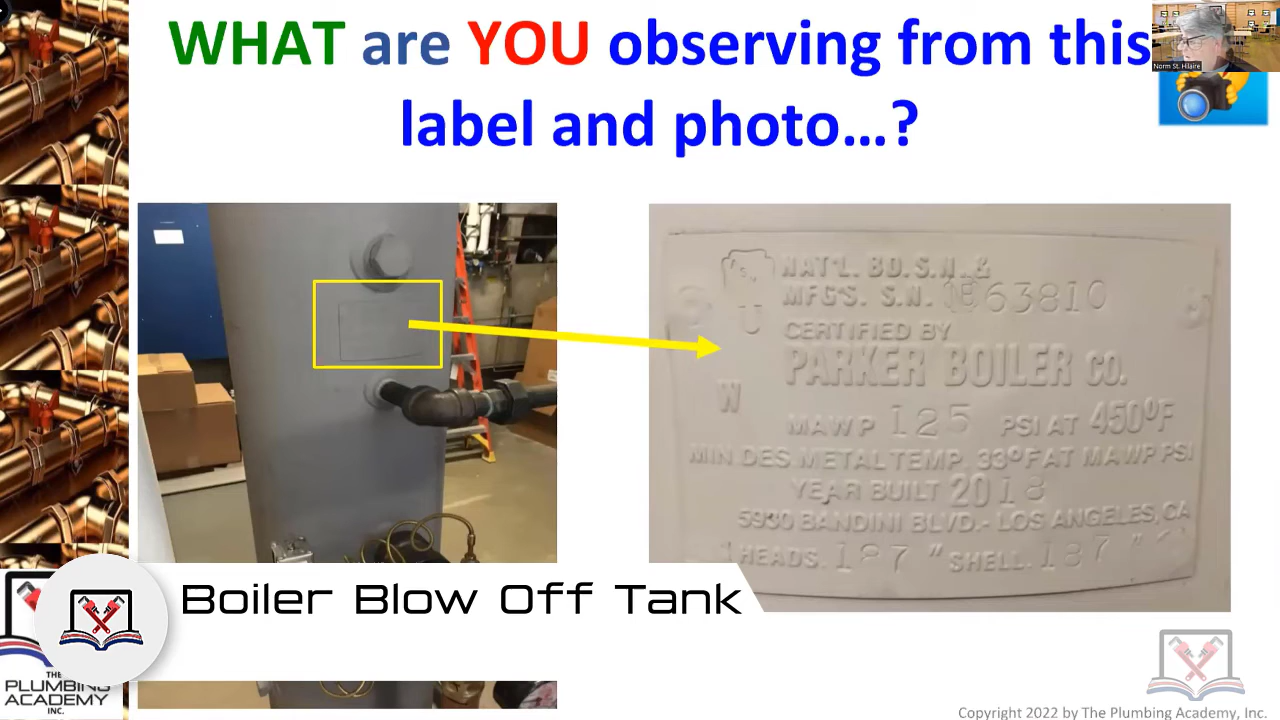 WHAT are YOU observing from this
label and photo...?
Norm St. Hilaire
NAT'L. BD. S.N. &
MFG'S. S.N. 63810
U
CERTIFIED BY
PARKER BOILER CO.
W
MAWP 125 PSI AT 450°F
MIN DES METAL TEMP. 33°F AT MAWP PSI
YEAR BUILT 2018
5930 BANDINI BLVD.- LOS ANGELES, CA
HEADS. 187" SHELL. 187"
Boiler Blow Off Tank
THE
PLUMBING
ACADEMY
INC.
Copyright 2022 by The Plumbing Academy, Inc.